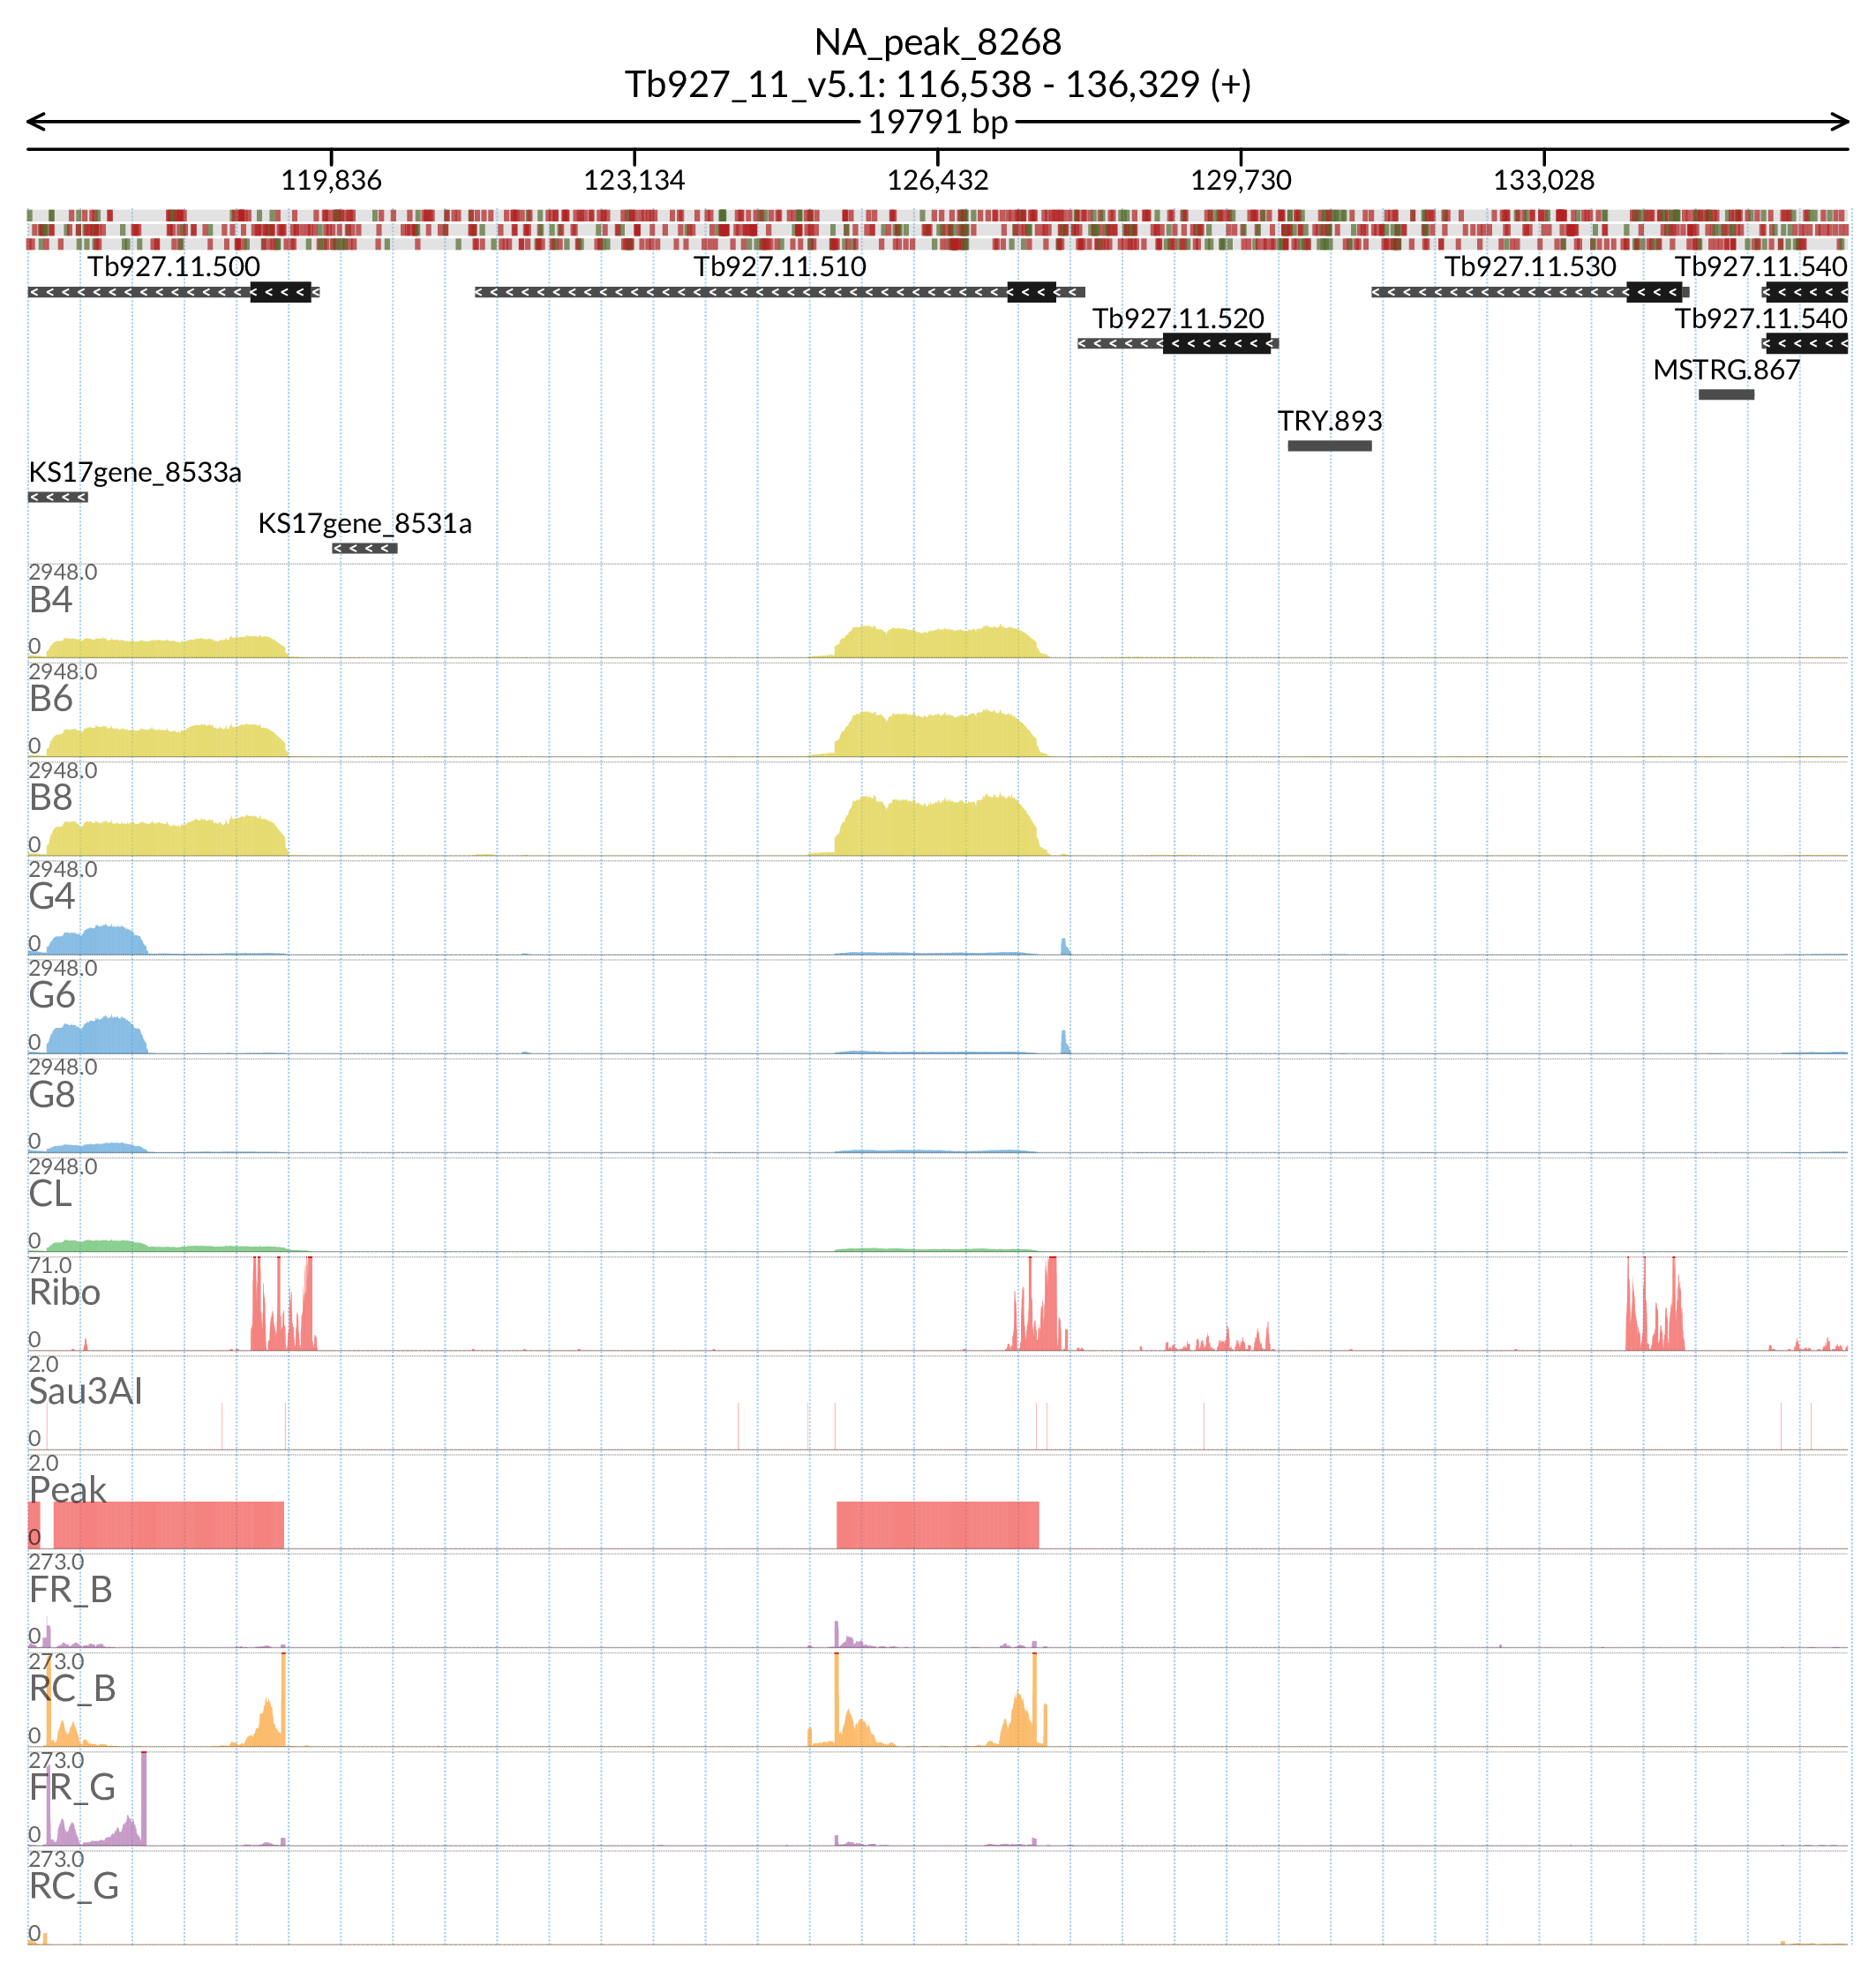 NA_peak_8268
Tb927_11_v5.1: 116,538 - 136,329 (+)
19791 bp
119,836 123,134 126,432 129,730 133,028
Tb927.11.500 Tb927.11.510 Tb927.11.530 Tb927.11.540
Tb927.11.520 Tb927.11.540
MSTRG.867
TRY.893
KS17gene_8533a
KS17gene_8531a
2948.0
B4
0
2948.0
B6
0
2948.0
B8
0
2948.0
G4
0
2948.0
G6
0
2948.0
G8
0
2948.0
CL
0
71.0
Ribo
0
2.0
Sau3AI
0
2.0
Peak
0
273.0
FR_B
0
273.0
RC_B
0
273.0
FR_G
0
273.0
RC_G
0